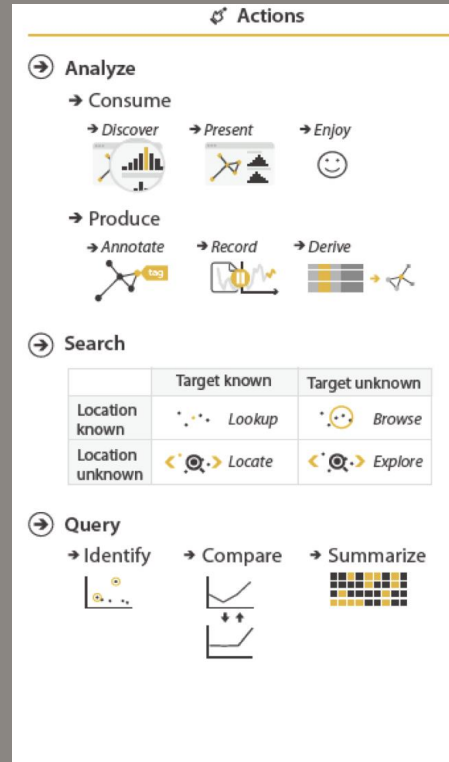 Actions
Analyze
Consume
Discover Present Enjoy
Produce
Annotate Record Derive
tag
Search
Target known Target unknown
Location known Lookup Browse
Location unknown Locate Explore
Query
Identify Compare Summarize